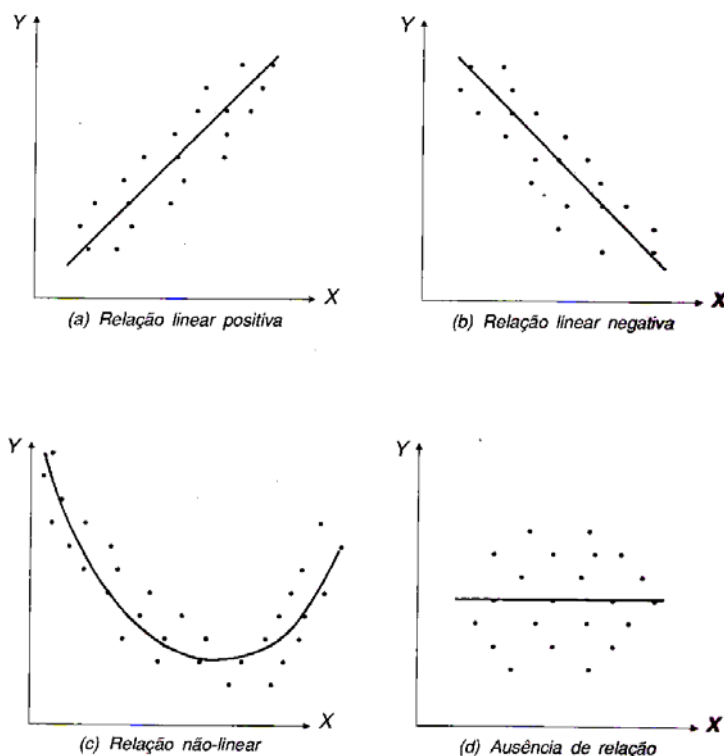 Y
X
(a) Relação linear positiva
Y
X
(b) Relação linear negativa
Y
X
(c) Relação não-linear
Y
X
(d) Ausência de relação